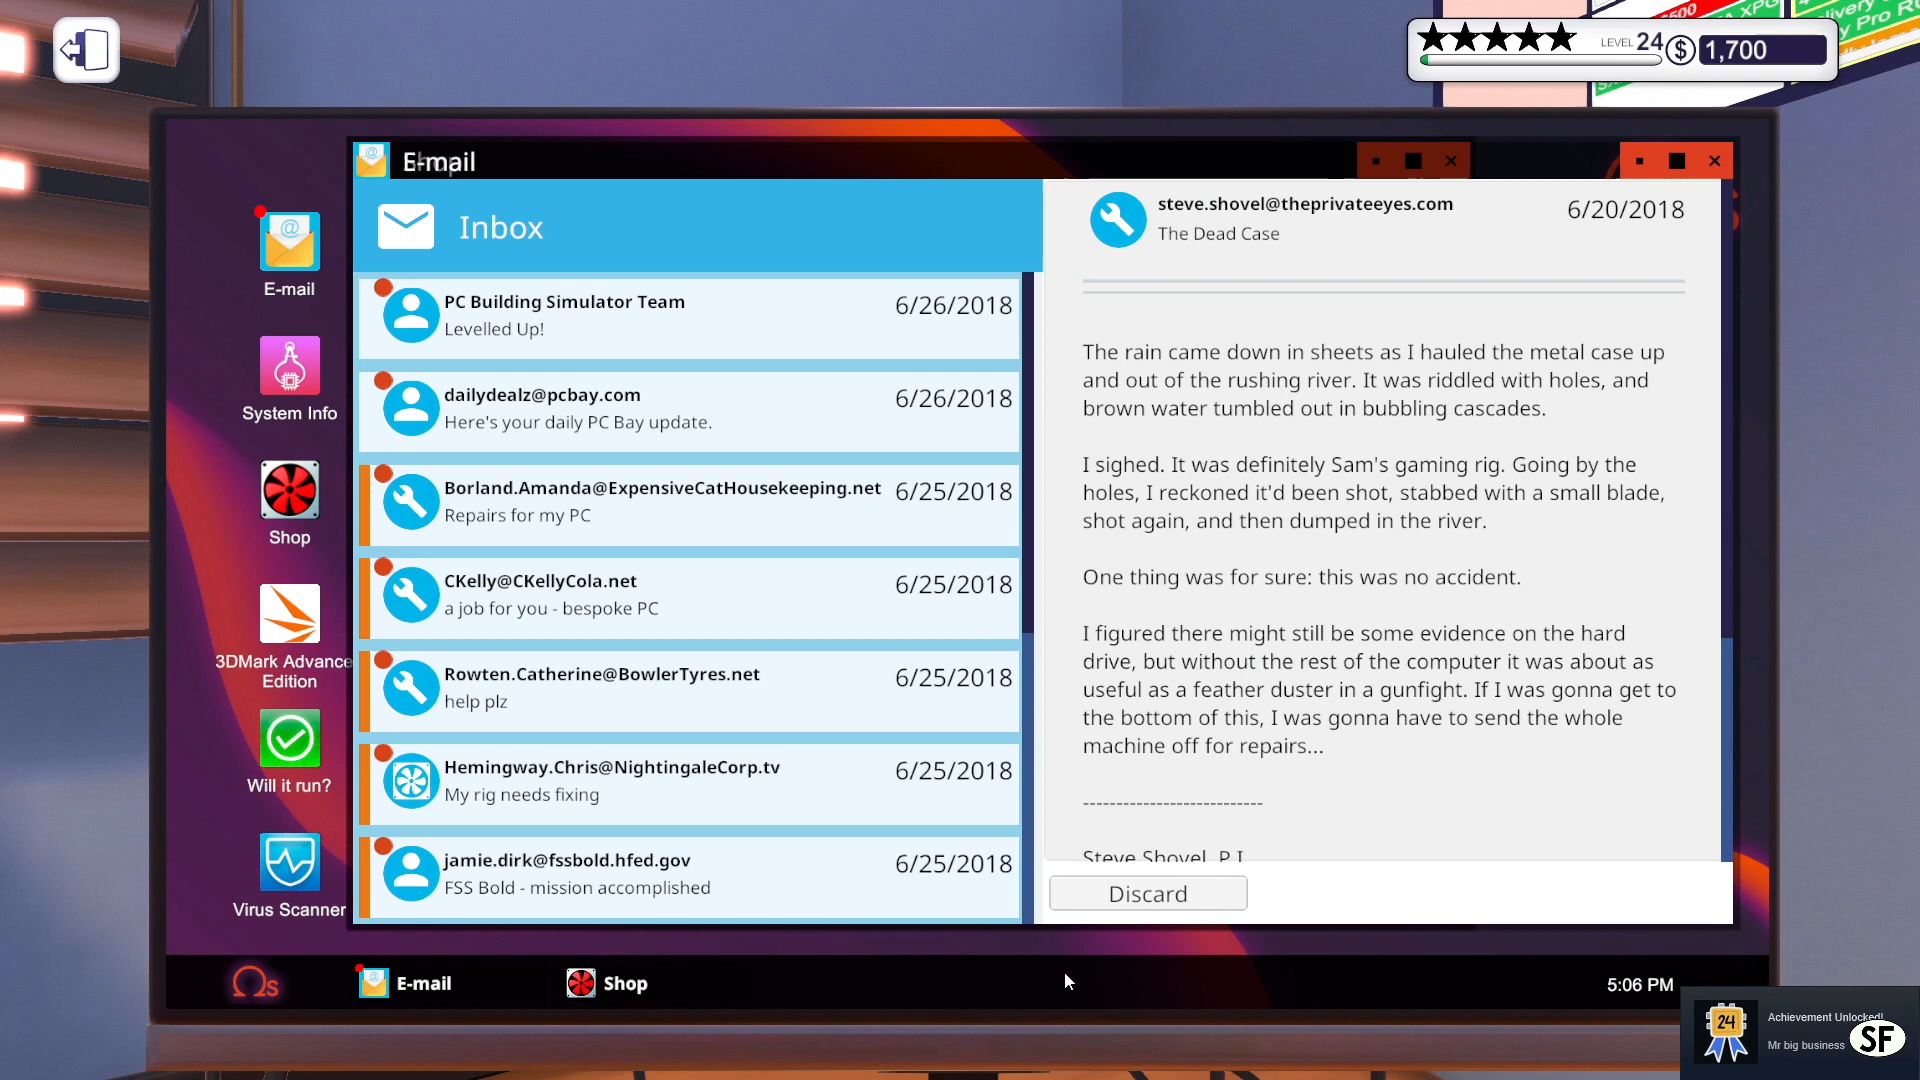 $500
XPG
livery
Pro
LEVEL 24
$ 1,700
E-mail
Inbox
steve.shovel@theprivateeyes.com
6/20/2018
The Dead Case
PC Building Simulator Team
6/26/2018
Levelled Up!
dailydealz@pcbay.com
6/26/2018
Here's your daily PC Bay update.
Borland.Amanda@ExpensiveCatHousekeeping.net
6/25/2018
Repairs for my PC
CKelly@CKellyCola.net
6/25/2018
a job for you - bespoke PC
Rowten.Catherine@BowlerTyres.net
6/25/2018
help plz
Hemingway.Chris@NightingaleCorp.tv
6/25/2018
My rig needs fixing
jamie.dirk@fssbold.hfed.gov
6/25/2018
FSS Bold - mission accomplished
The rain came down in sheets as I hauled the metal case up
and out of the rushing river. It was riddled with holes, and
brown water tumbled out in bubbling cascades.
I sighed. It was definitely Sam's gaming rig. Going by the
holes, I reckoned it'd been shot, stabbed with a small blade,
shot again, and then dumped in the river.
One thing was for sure: this was no accident.
I figured there might still be some evidence on the hard
drive, but without the rest of the computer it was about as
useful as a feather duster in a gunfight. If I was gonna get to
the bottom of this, I was gonna have to send the whole
machine off for repairs...
---------------------------
Steve Shovel, P.I.
Discard
E-mail
System Info
Shop
3DMark Advance
Edition
Will it run?
Virus Scanner
Ωs
E-mail
Shop
5:06 PM
24
Achievement Unlocked!
Mr big business
SF